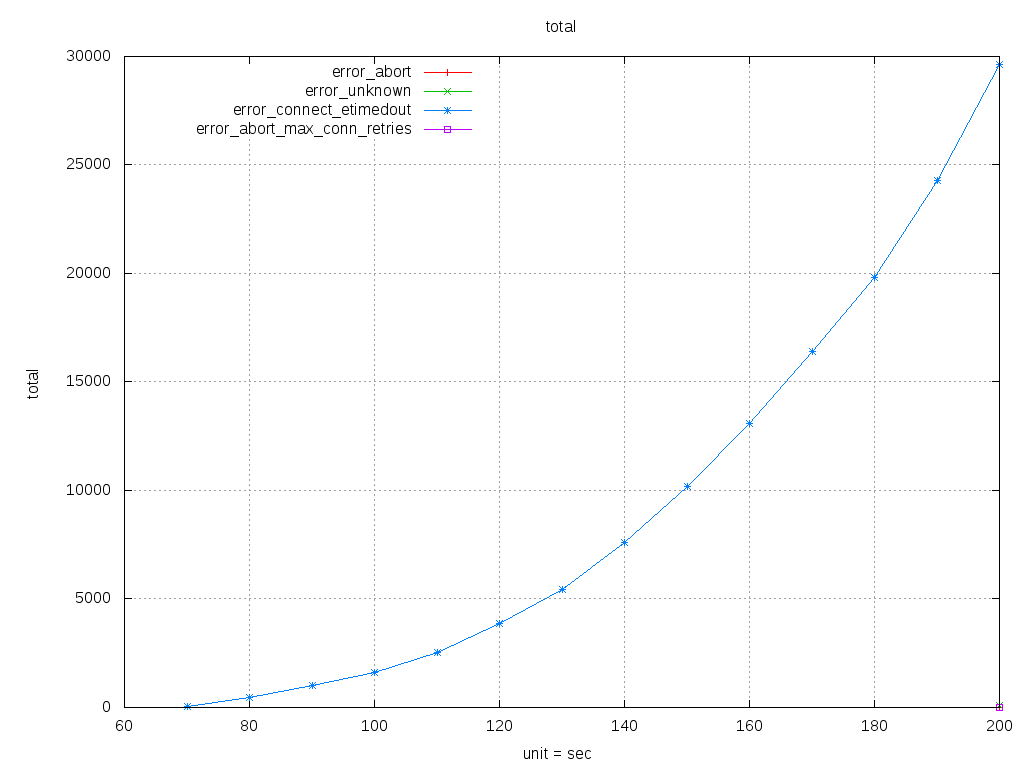 total
30000
25000
20000
15000
10000
5000
0
total
error_abort
error_unknown
error_connect_etimedout
error_abort_max_conn_retries
60 80 100 120 140 160 180 200
unit = sec